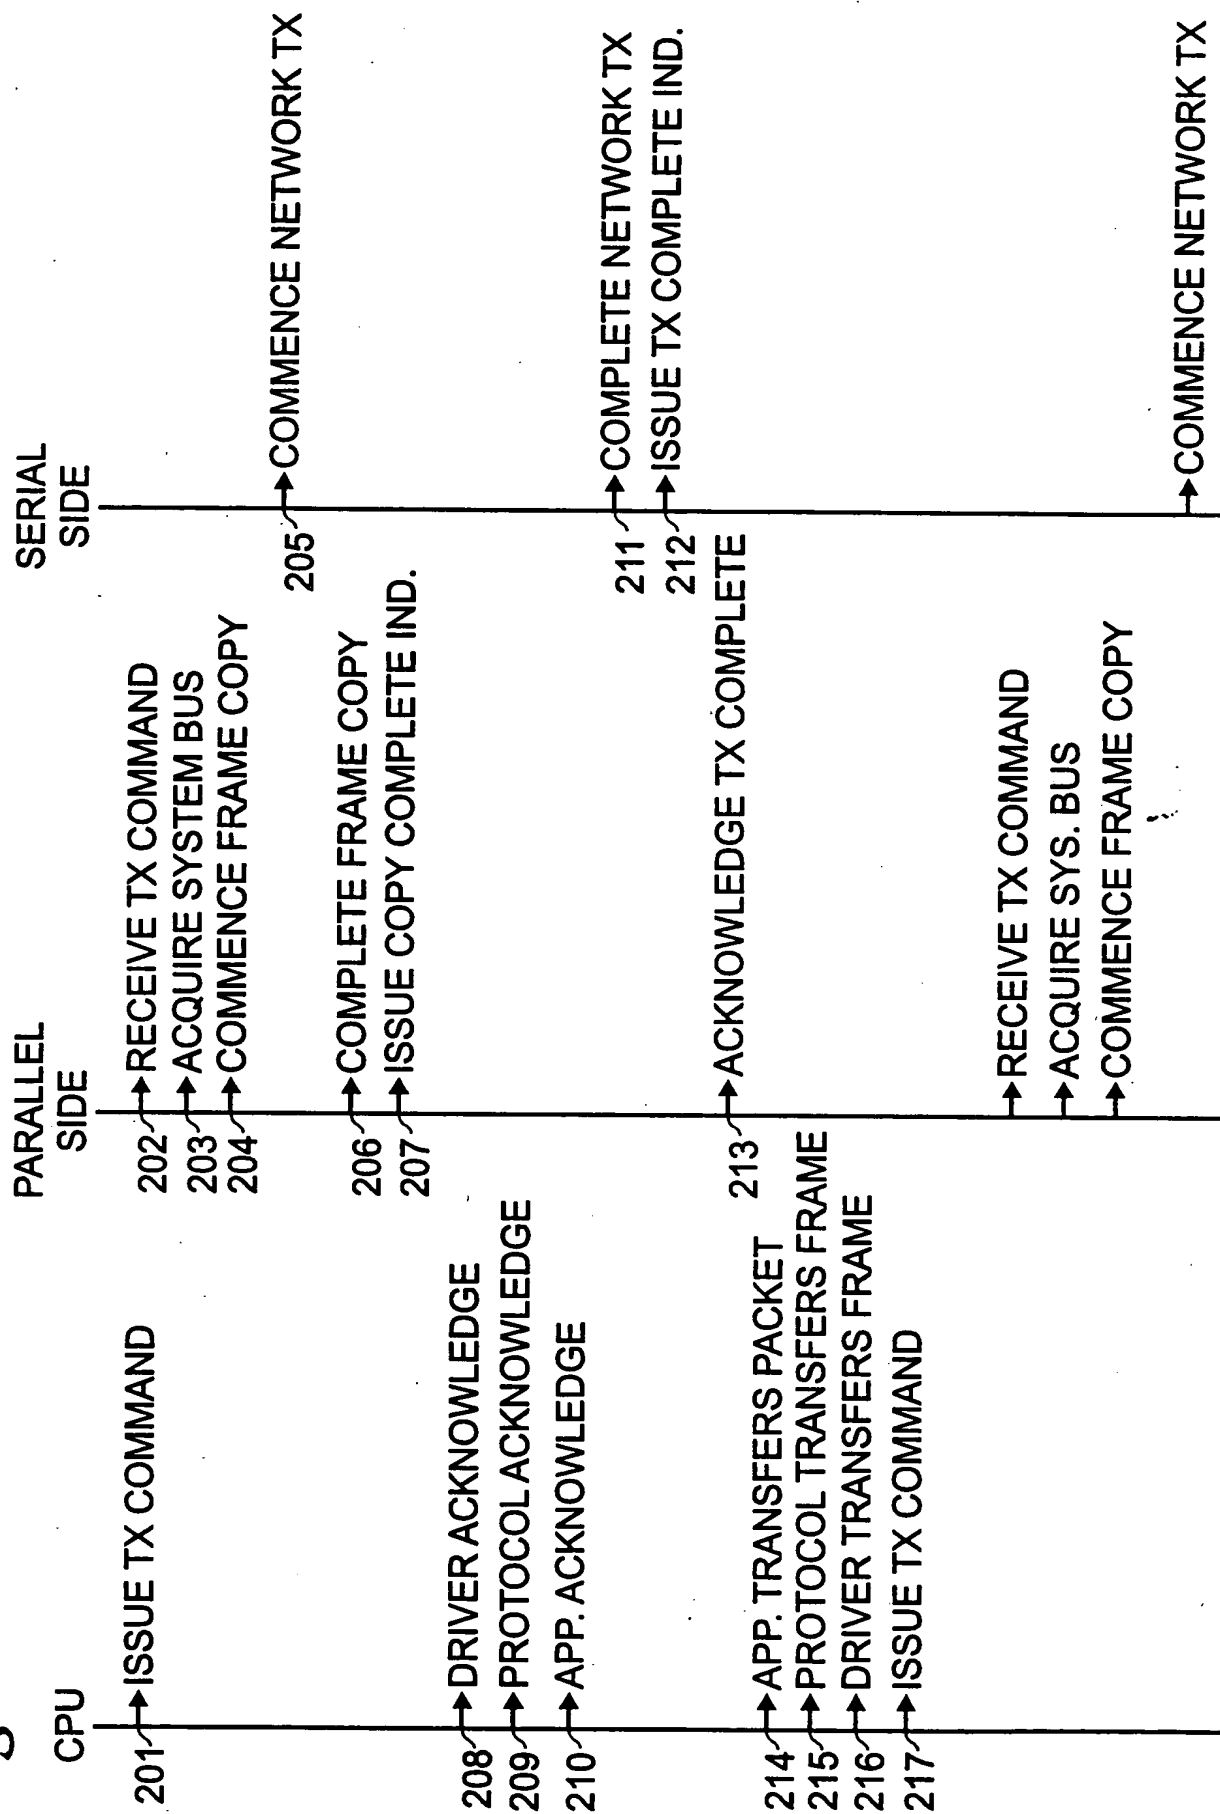 CPU
201 ISSUE TX COMMAND
208 DRIVER ACKNOWLEDGE
209 PROTOCOL ACKNOWLEDGE
210 APP. ACKNOWLEDGE
214 APP. TRANSFERS PACKET
215 PROTOCOL TRANSFERS FRAME
216 DRIVER TRANSFERS FRAME
217 ISSUE TX COMMAND
PARALLEL
SIDE
202 RECEIVE TX COMMAND
203 ACQUIRE SYSTEM BUS
204 COMMENCE FRAME COPY
206 COMPLETE FRAME COPY
207 ISSUE COPY COMPLETE IND.
213 ACKNOWLEDGE TX COMPLETE
RECEIVE TX COMMAND
ACQUIRE SYS. BUS
COMMENCE FRAME COPY
SERIAL
SIDE
205 COMMENCE NETWORK TX
211 COMPLETE NETWORK TX
212 ISSUE TX COMPLETE IND.
COMMENCE NETWORK TX